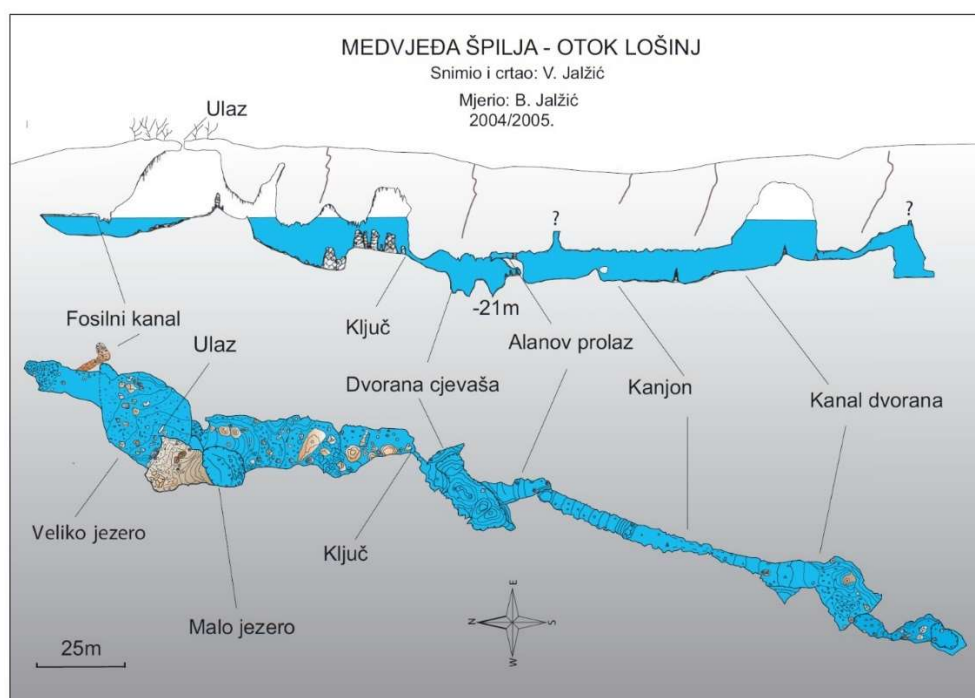 MEDVJEĐA ŠPILJA - OTOK LOŠINJ
Snimio i crtao: V. Jalžić
Mjerio: B. Jalžić
2004/2005.
Ulaz
?
?
-21m
Fosilni kanal
Ključ
Alanov prolaz
Ulaz
Dvorana cjevaša
Kanjon
Kanal dvorana
Veliko jezero
Ključ
Malo jezero
E
N
S
W
25m